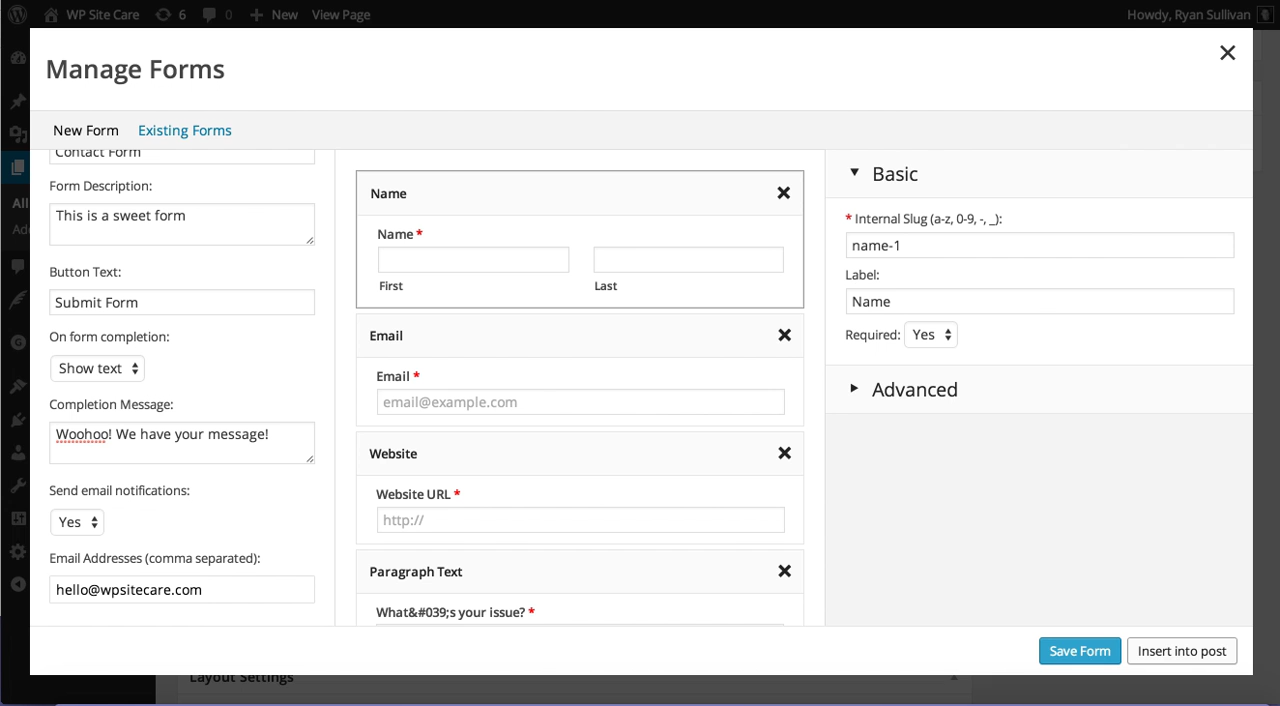 WP Site Care 6 0 New View Page Howdy, Ryan Sullivan
Manage Forms
New Form Existing Forms
Contact Form
Form Description:
This is a sweet form
Button Text:
Submit Form
On form completion:
Show text
Completion Message:
Woohoo! We have your message!
Send email notifications:
Yes
Email Addresses (comma separated):
hello@wpsitecare.com
Name
Name *
First Last
Email
Email *
email@example.com
Website
Website URL *
http://
Paragraph Text
What&#039;s your issue? *
Basic
* Internal Slug (a-z, 0-9, -, _):
name-1
Label:
Name
Required: Yes
Advanced
Save Form Insert into post
All
Layout Settings